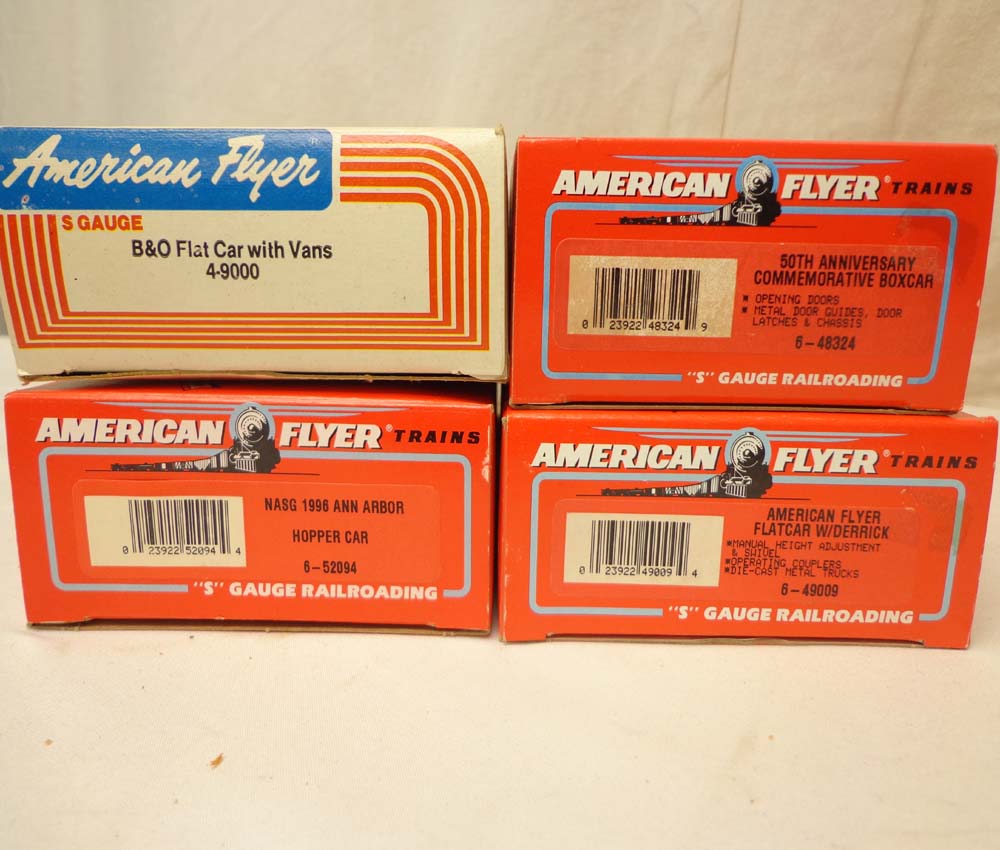 American Flyer®
S GAUGE
B&O Flat Car with Vans
4-9000
AMERICAN FLYER® TRAINS
50TH ANNIVERSARY
COMMEMORATIVE BOXCAR
* OPENING DOORS
* METAL DOOR GUIDES, DOOR
LATCHES & CHASSIS
0 23922 48324 9
6-48324
"S" GAUGE RAILROADING
AMERICAN FLYER® TRAINS
NASG 1996 ANN ARBOR
HOPPER CAR
0 23922 52094 4
6-52094
"S" GAUGE RAILROADING
AMERICAN FLYER® TRAINS
AMERICAN FLYER
FLATCAR W/DERRICK
*MANUAL HEIGHT ADJUSTMENT
& SWIVEL
*OPERATING COUPLERS
*DIE-CAST METAL TRUCKS
0 23922 49009 4
6-49009
"S" GAUGE RAILROADING